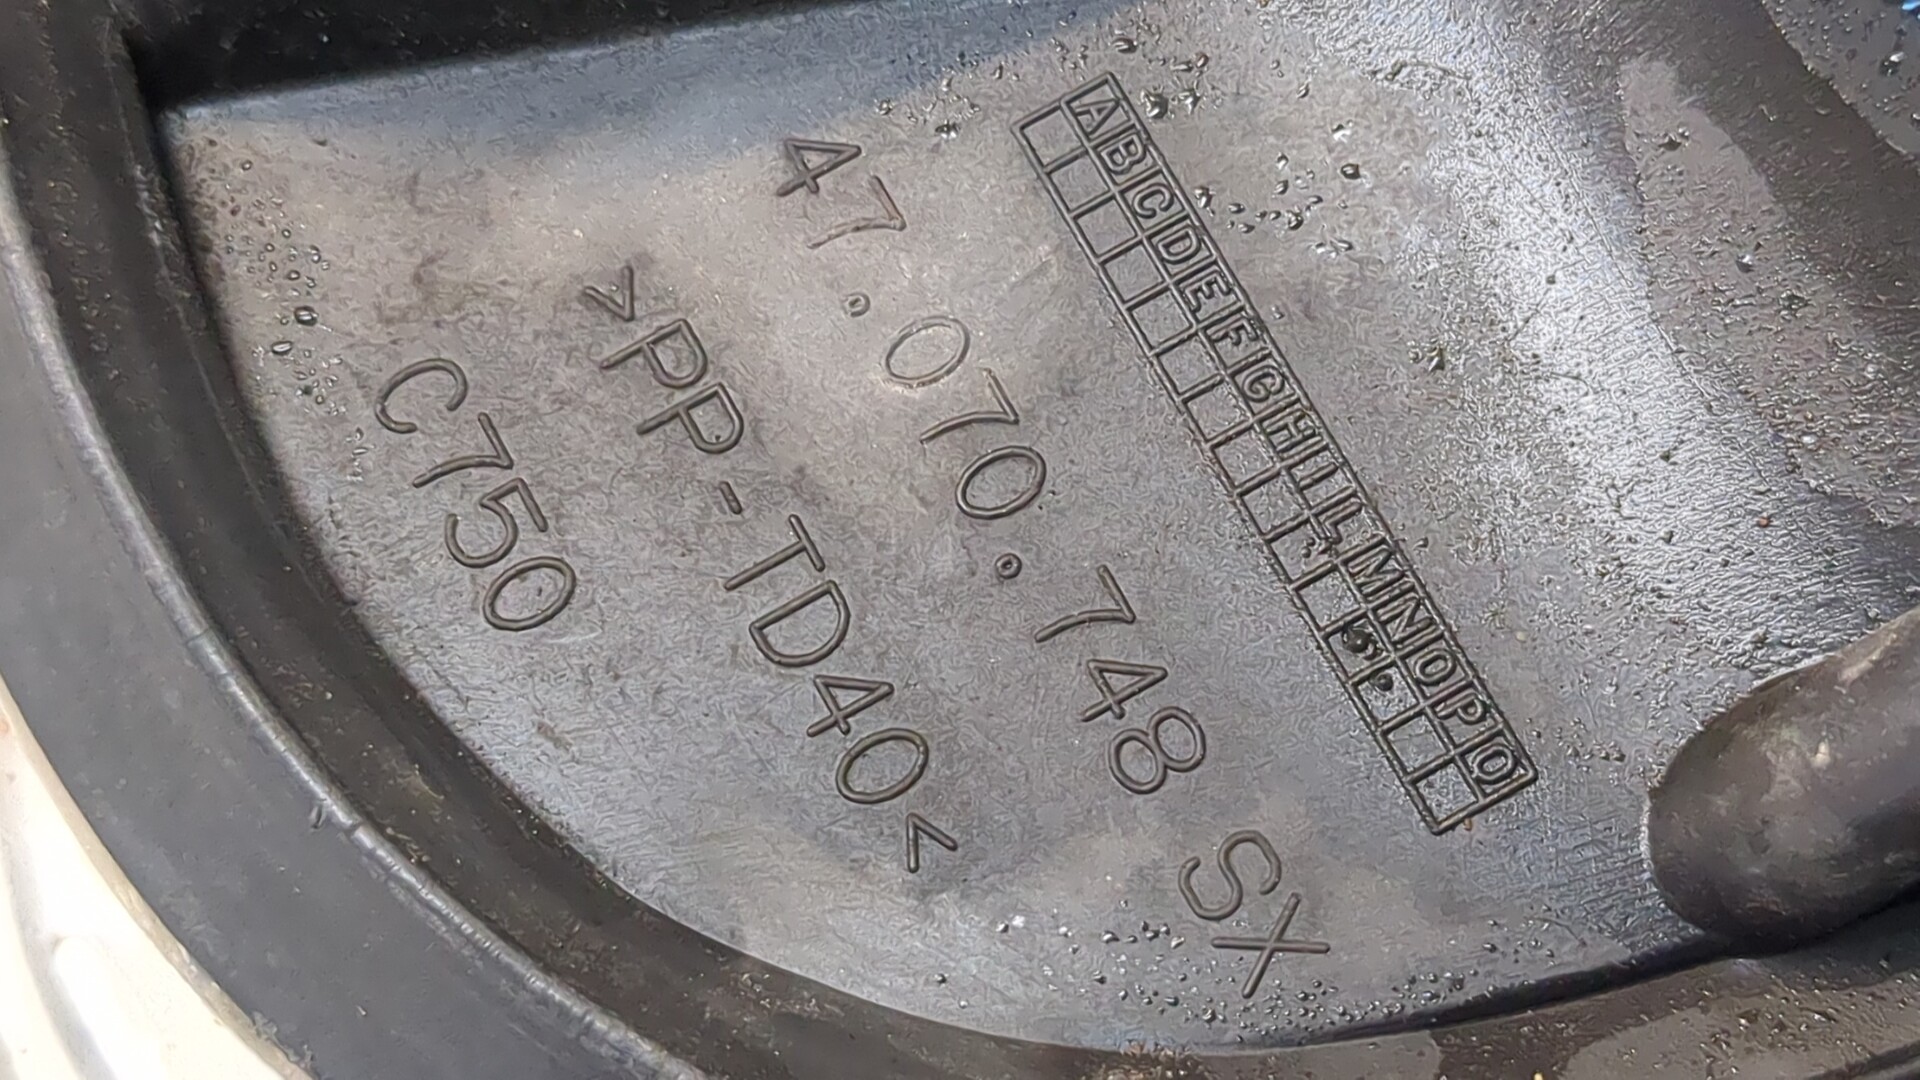 ABCDEFGHILMNOPQ
47.070.748 SX
>PP-TD40<
C750